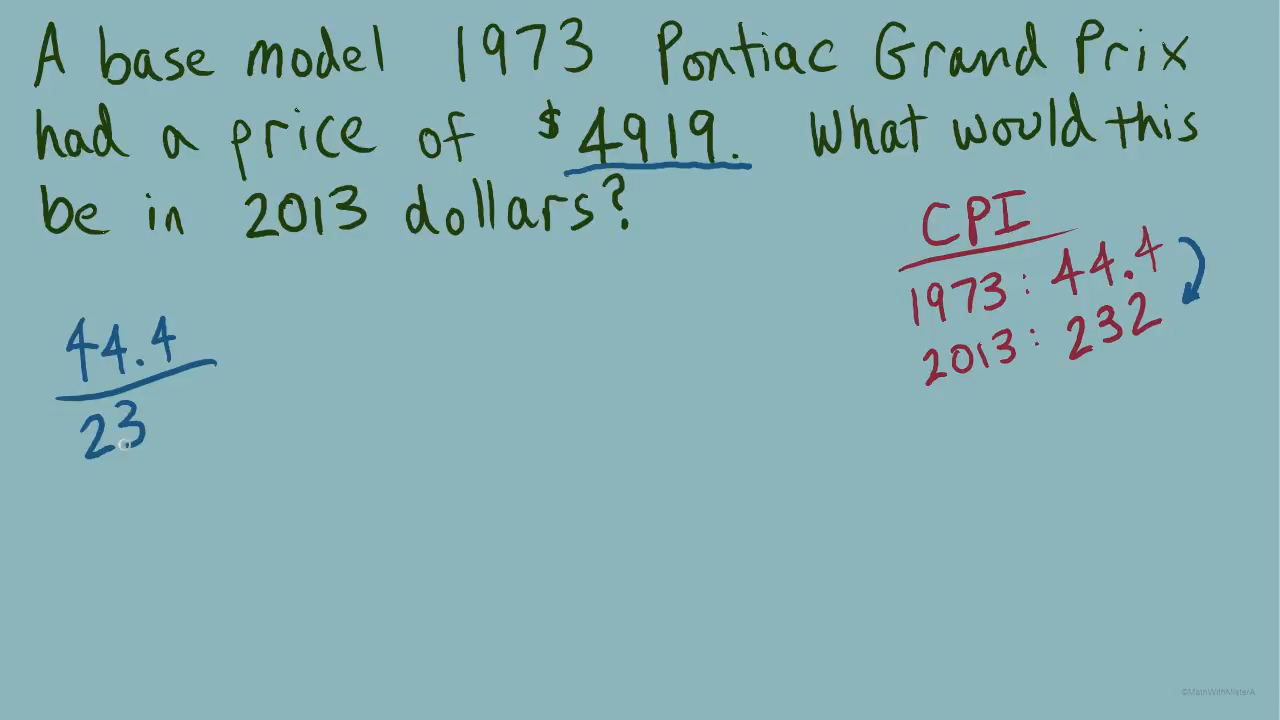 A base model 1973 Pontiac Grand Prix
had a price of $4919. What would this
be in 2013 dollars?
CPI
1973: 44.4
2013: 232
44.4
23
©MathWithMisterA